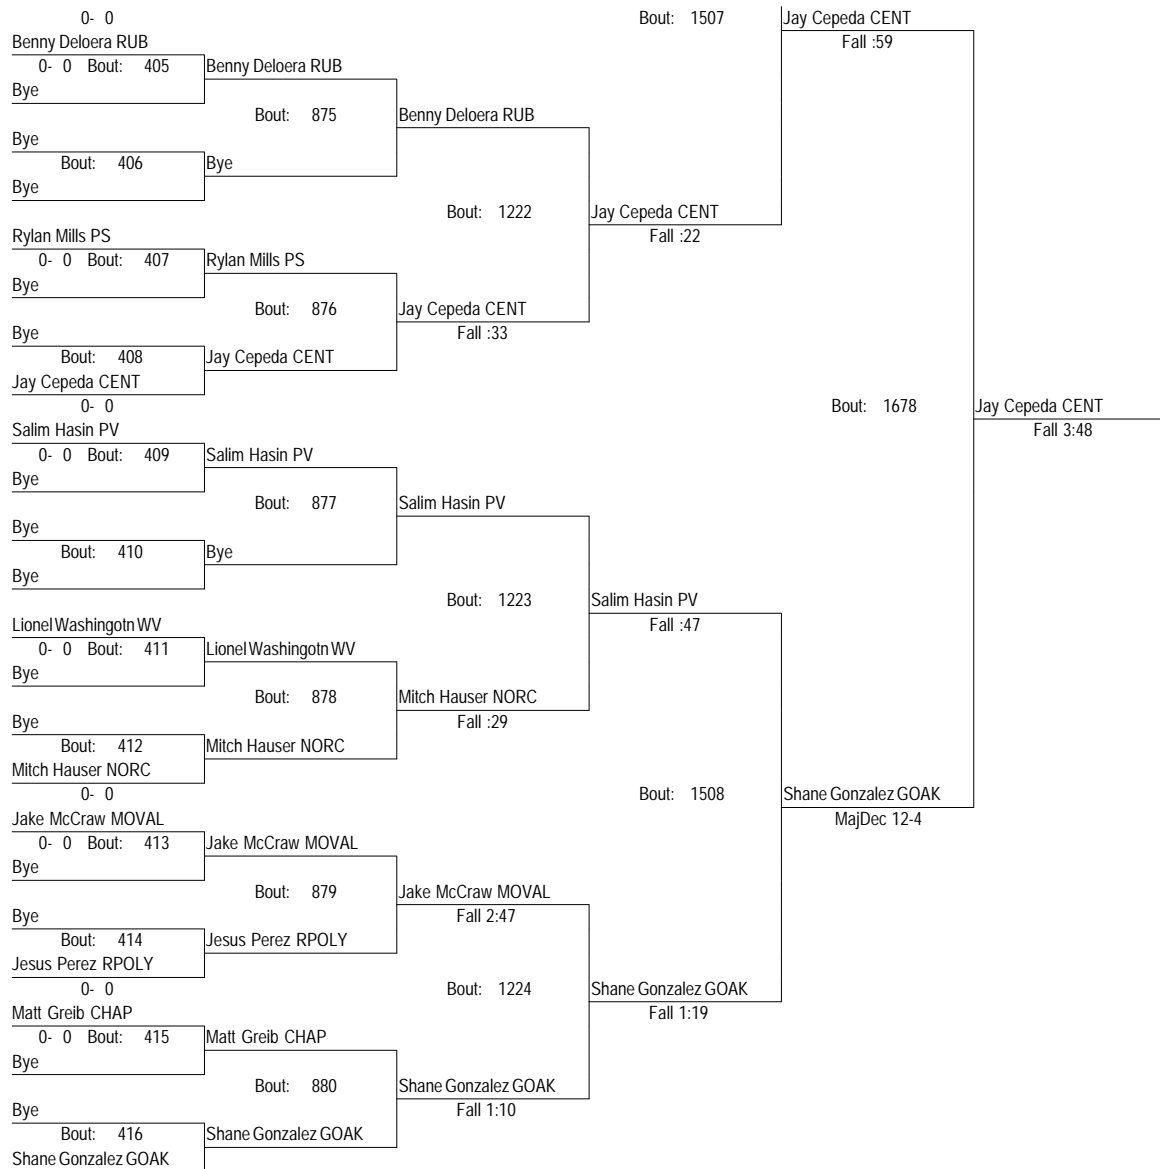 0- 0
Bout: 1507
Jay Cepeda CENT
Benny Deloera RUB
Fall :59
0- 0 Bout: 405
Benny Deloera RUB
Bye
Bout: 875
Benny Deloera RUB
Bye
Bout: 406
Bye
Bye
Bout: 1222
Jay Cepeda CENT
Rylan Mills PS
Fall :22
0- 0 Bout: 407
Rylan Mills PS
Bye
Bout: 876
Jay Cepeda CENT
Bye
Fall :33
Bout: 408
Jay Cepeda CENT
Jay Cepeda CENT
0- 0
Bout: 1678
Jay Cepeda CENT
Salim Hasin PV
Fall 3:48
0- 0 Bout: 409
Salim Hasin PV
Bye
Bout: 877
Salim Hasin PV
Bye
Bout: 410
Bye
Bye
Bout: 1223
Salim Hasin PV
Lionel Washingotn WV
Fall :47
0- 0 Bout: 411
Lionel Washingotn WV
Bye
Bout: 878
Mitch Hauser NORC
Bye
Fall :29
Bout: 412
Mitch Hauser NORC
Mitch Hauser NORC
0- 0
Bout: 1508
Shane Gonzalez GOAK
Jake McCraw MOVAL
MajDec 12-4
0- 0 Bout: 413
Jake McCraw MOVAL
Bye
Bout: 879
Jake McCraw MOVAL
Bye
Fall 2:47
Bout: 414
Jesus Perez RPOLY
Jesus Perez RPOLY
0- 0
Bout: 1224
Shane Gonzalez GOAK
Matt Greib CHAP
Fall 1:19
0- 0 Bout: 415
Matt Greib CHAP
Bye
Bout: 880
Shane Gonzalez GOAK
Bye
Fall 1:10
Bout: 416
Shane Gonzalez GOAK
Shane Gonzalez GOAK